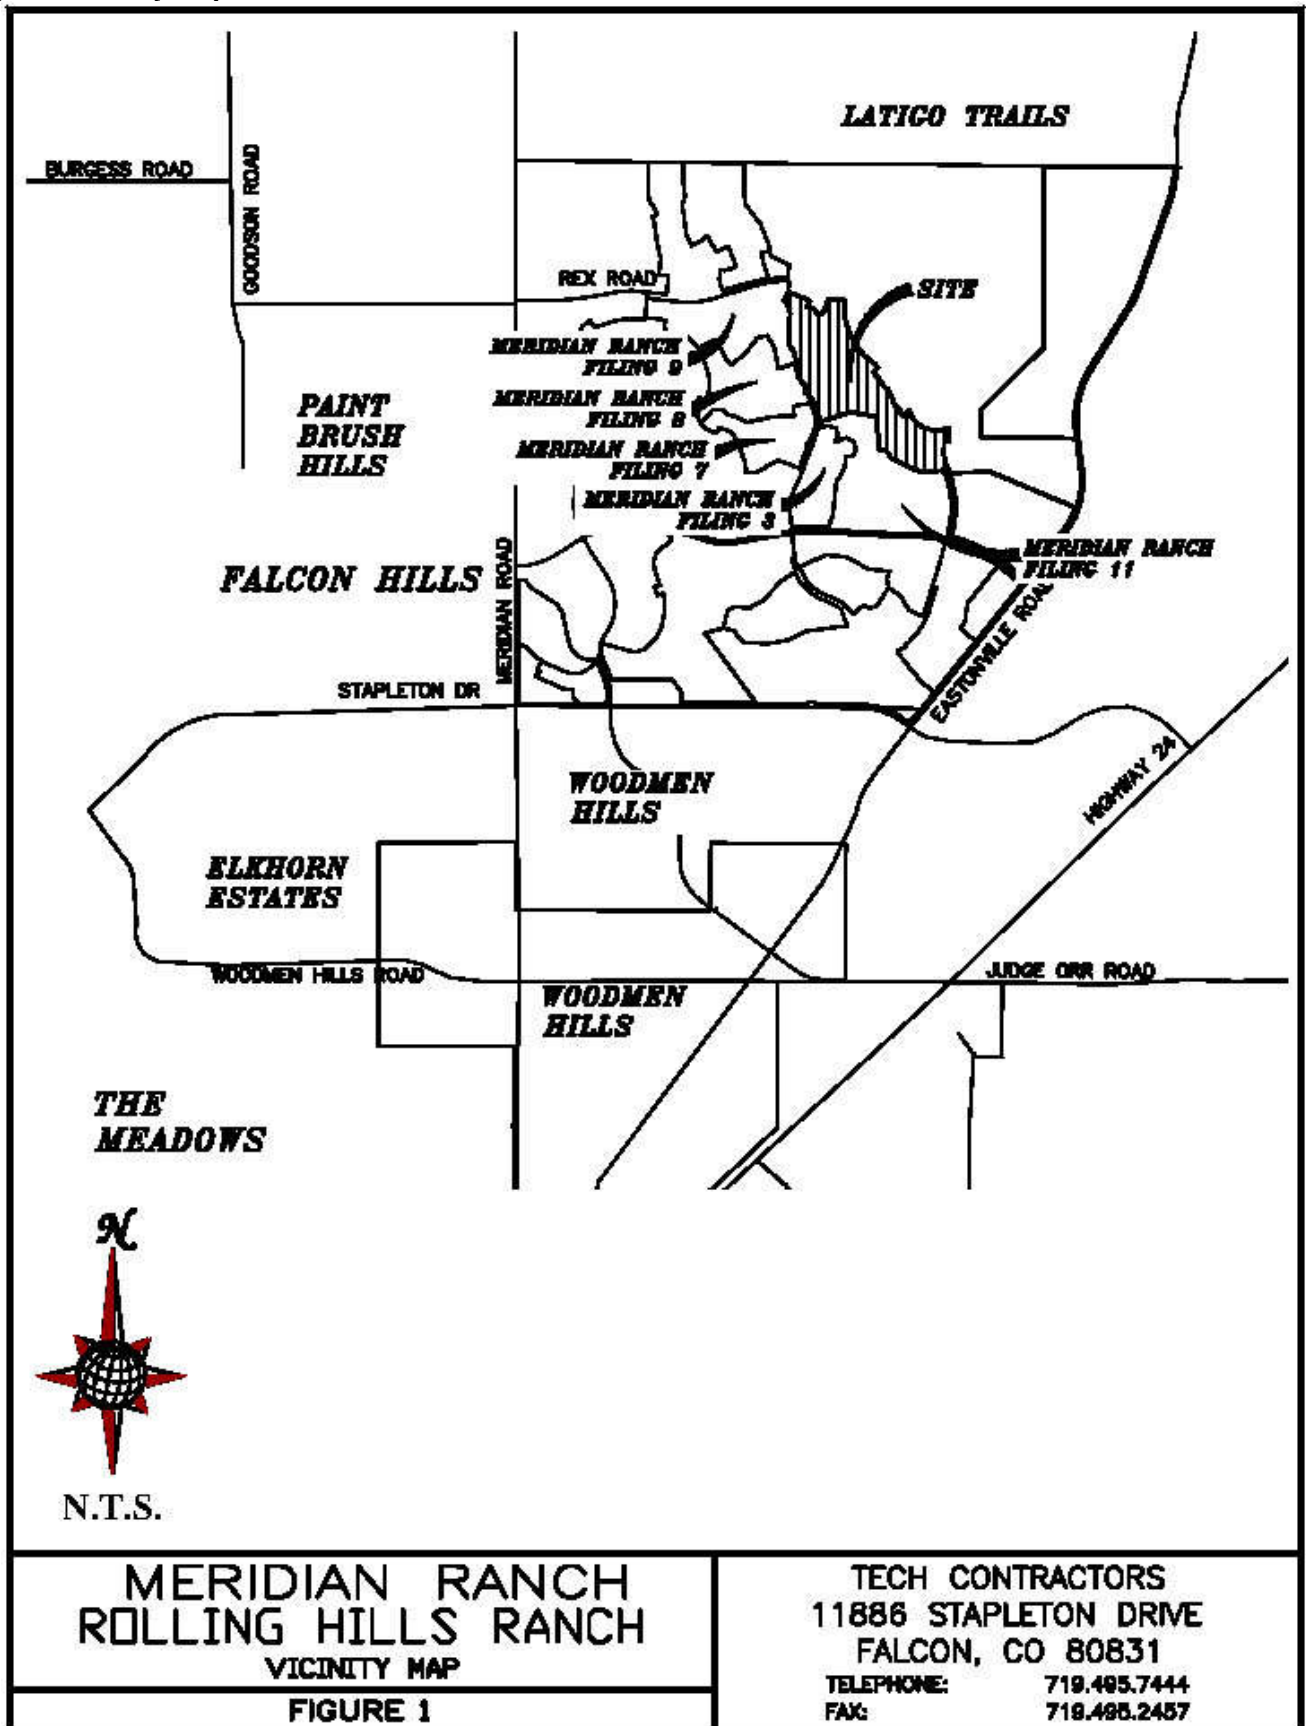 LATIGO TRAILS
BURGESS ROAD
GOODSON ROAD
REX ROAD
SITE
MERIDIAN RANCH
FILING 9
MERIDIAN RANCH
FILING 8
PAINT
BRUSH
HILLS
MERIDIAN RANCH
FILING 7
MERIDIAN RANCH
FILING 3
MERIDIAN RANCH
FILING 11
FALCON HILLS
MERIDIAN ROAD
EASTONVILLE ROAD
STAPLETON DR
HIGHWAY 24
WOODMEN
HILLS
ELKHORN
ESTATES
WOODMEN HILLS ROAD
JUDGE ORR ROAD
WOODMEN
HILLS
THE
MEADOWS
N
N.T.S.
MERIDIAN RANCH
ROLLING HILLS RANCH
VICINITY MAP
FIGURE 1
TECH CONTRACTORS
11886 STAPLETON DRIVE
FALCON, CO 80831
TELEPHONE: 719.495.7444
FAX: 719.495.2457